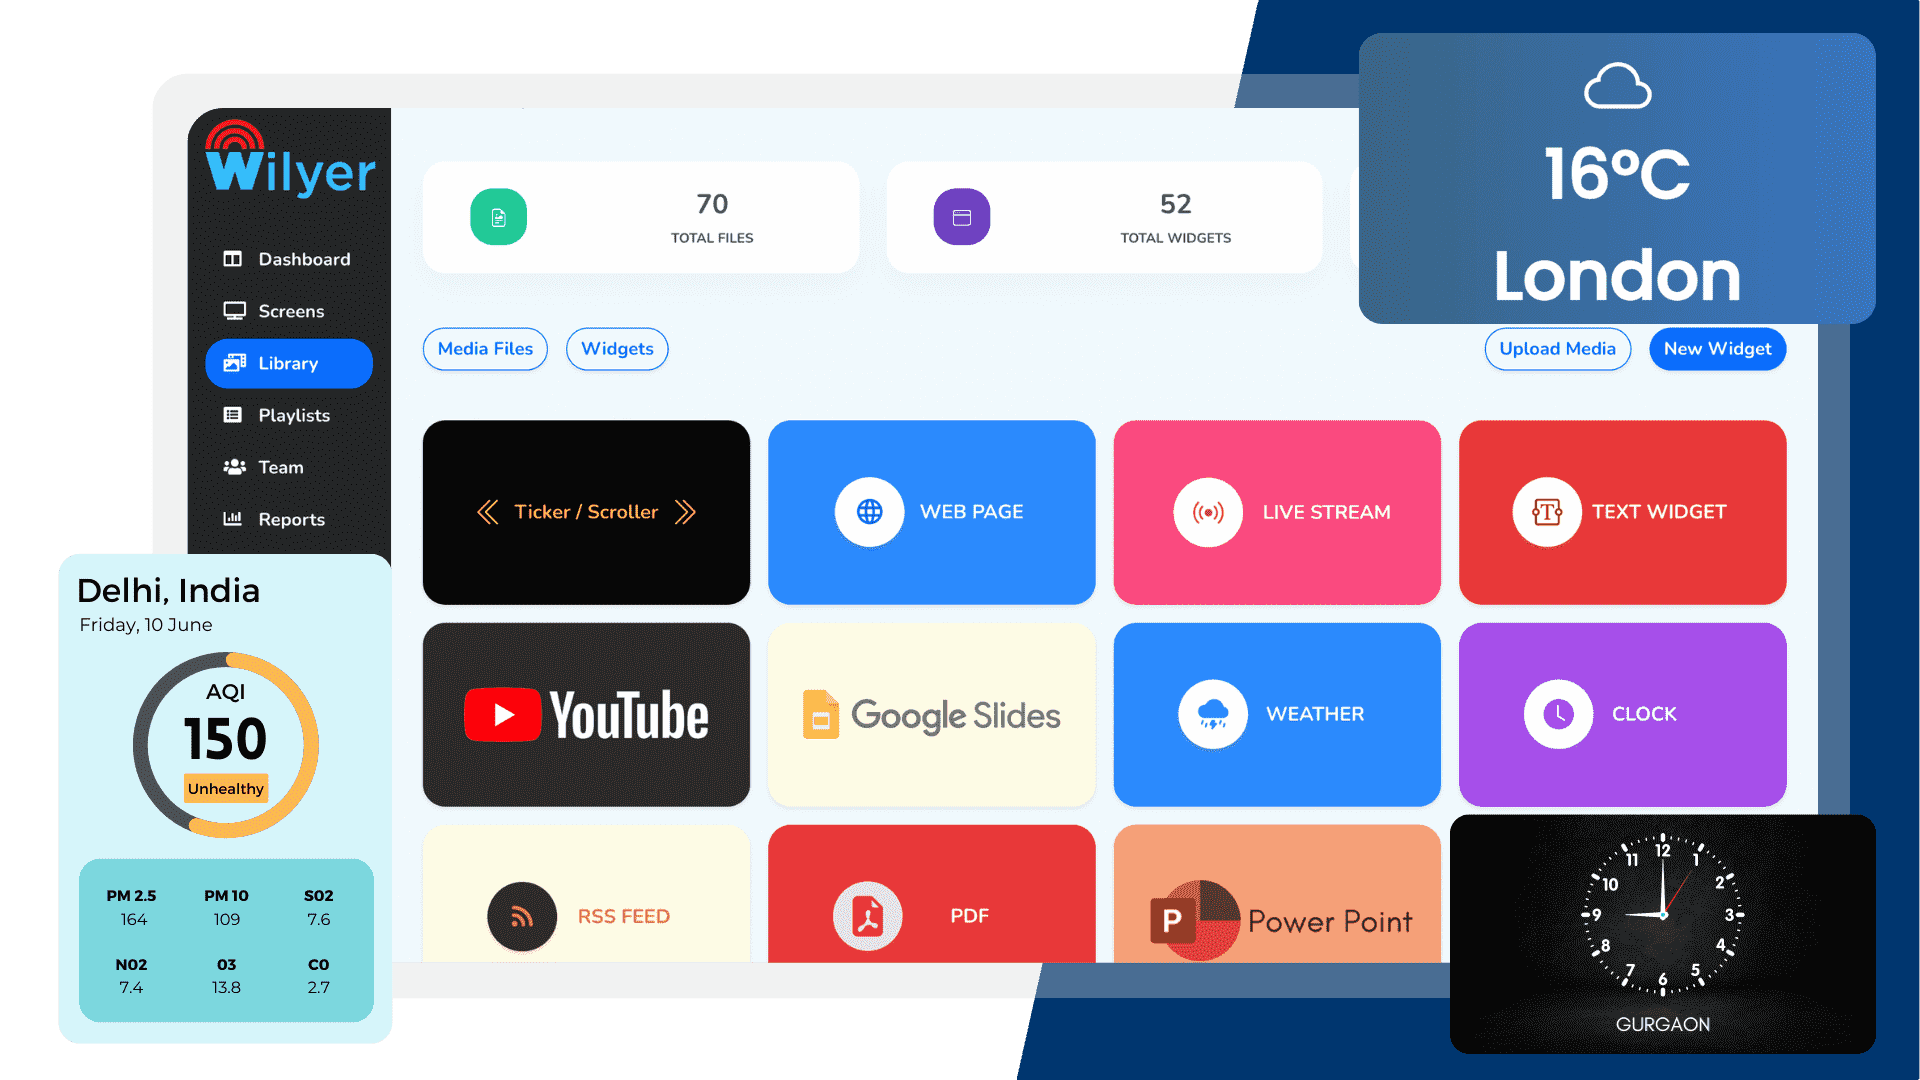 Wilyer
Dashboard
Screens
Library
Playlists
Team
Reports
70
TOTAL FILES
52
TOTAL WIDGETS
16°C
London
Media Files
Widgets
Upload Media
New Widget
Ticker / Scroller
WEB PAGE
LIVE STREAM
T
TEXT WIDGET
YouTube
Google Slides
WEATHER
CLOCK
RSS FEED
PDF
P
Power Point
Delhi, India
Friday, 10 June
AQI
150
Unhealthy
PM 2.5 PM 10 S02
164 109 7.6
N02 03 C0
7.4 13.8 2.7
12
1
2
3
4
5
6
7
8
9
10
11
GURGAON